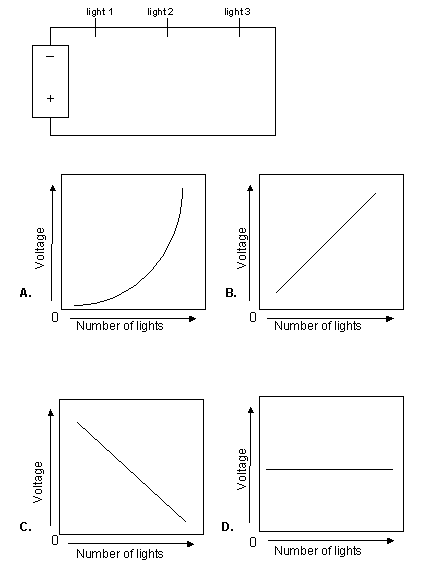 light 1 light 2 light 3
−
+
Voltage Voltage
A. B.
0 0
Number of lights Number of lights
Voltage Voltage
C. D.
0 0
Number of lights Number of lights